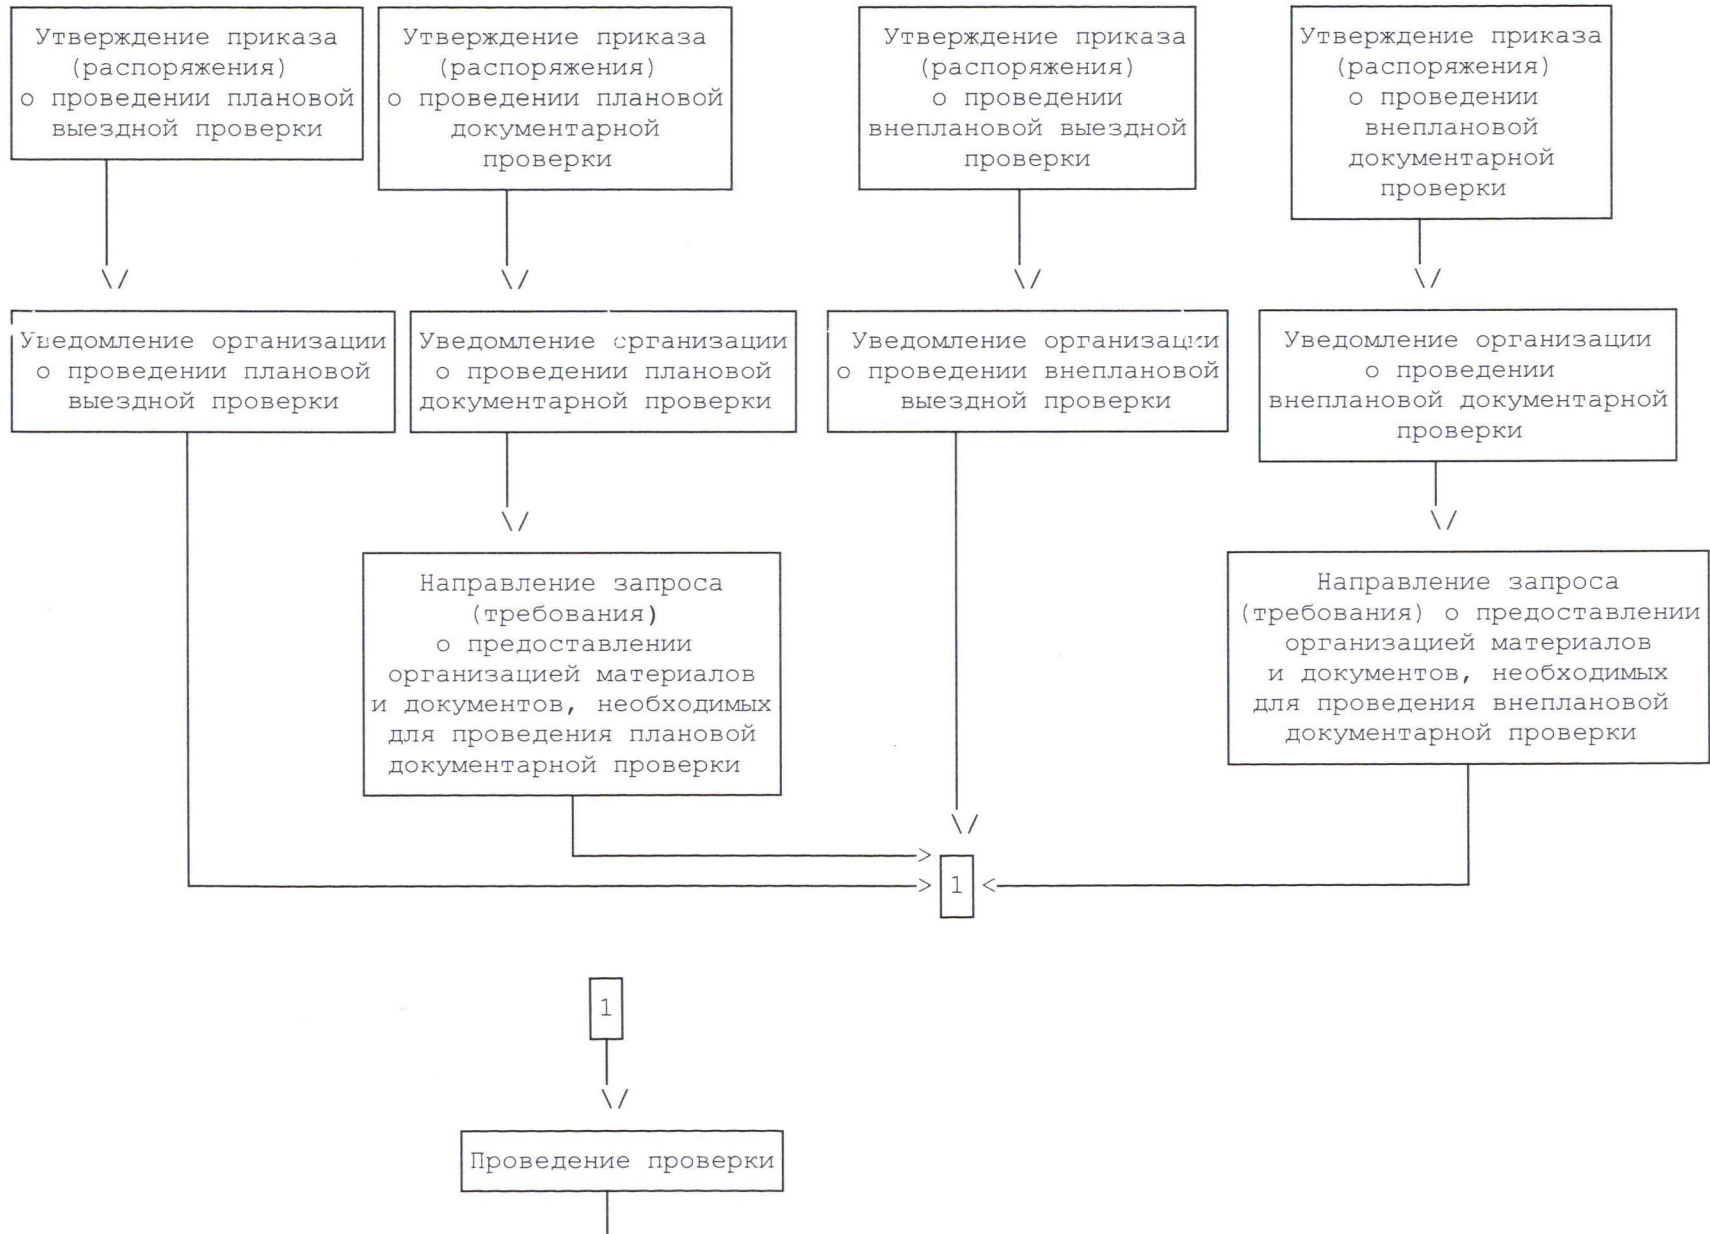 Утверждение приказа
(распоряжения)
о проведении плановой
выездной проверки
Утверждение приказа
(распоряжения)
о проведении плановой
документарной
проверки
Утверждение приказа
(распоряжения)
о проведении
внеплановой выездной
проверки
Утверждение приказа
(распоряжения)
о проведении
внеплановой
документарной
проверки
Уведомление организации
о проведении плановой
выездной проверки
Уведомление организации
о проведении плановой
документарной проверки
Уведомление организации
о проведении внеплановой
выездной проверки
Уведомление организации
о проведении
внеплановой документарной
проверки
Направление запроса
(требования)
о предоставлении
организацией материалов
и документов, необходимых
для проведения плановой
документарной проверки
Направление запроса
(требования) о предоставлении
организацией материалов
и документов, необходимых
для проведения внеплановой
документарной проверки
1
1
Проведение проверки